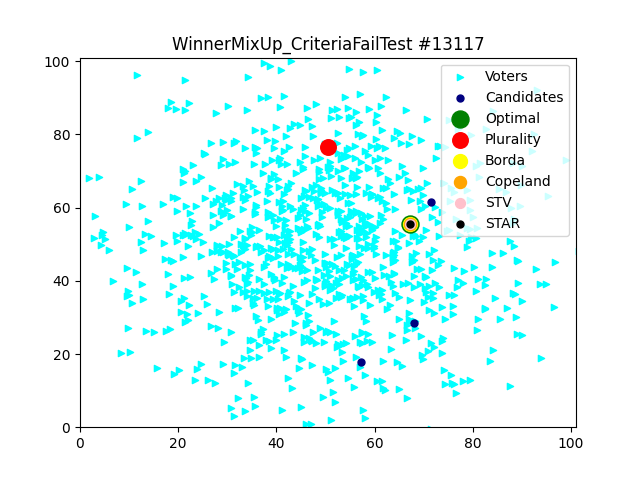 WinnerMixUp_CriteriaFailTest #13117
100
80
60
40
20
0
0 20 40 60 80 100
Voters
Candidates
Optimal
Plurality
Borda
Copeland
STV
STAR